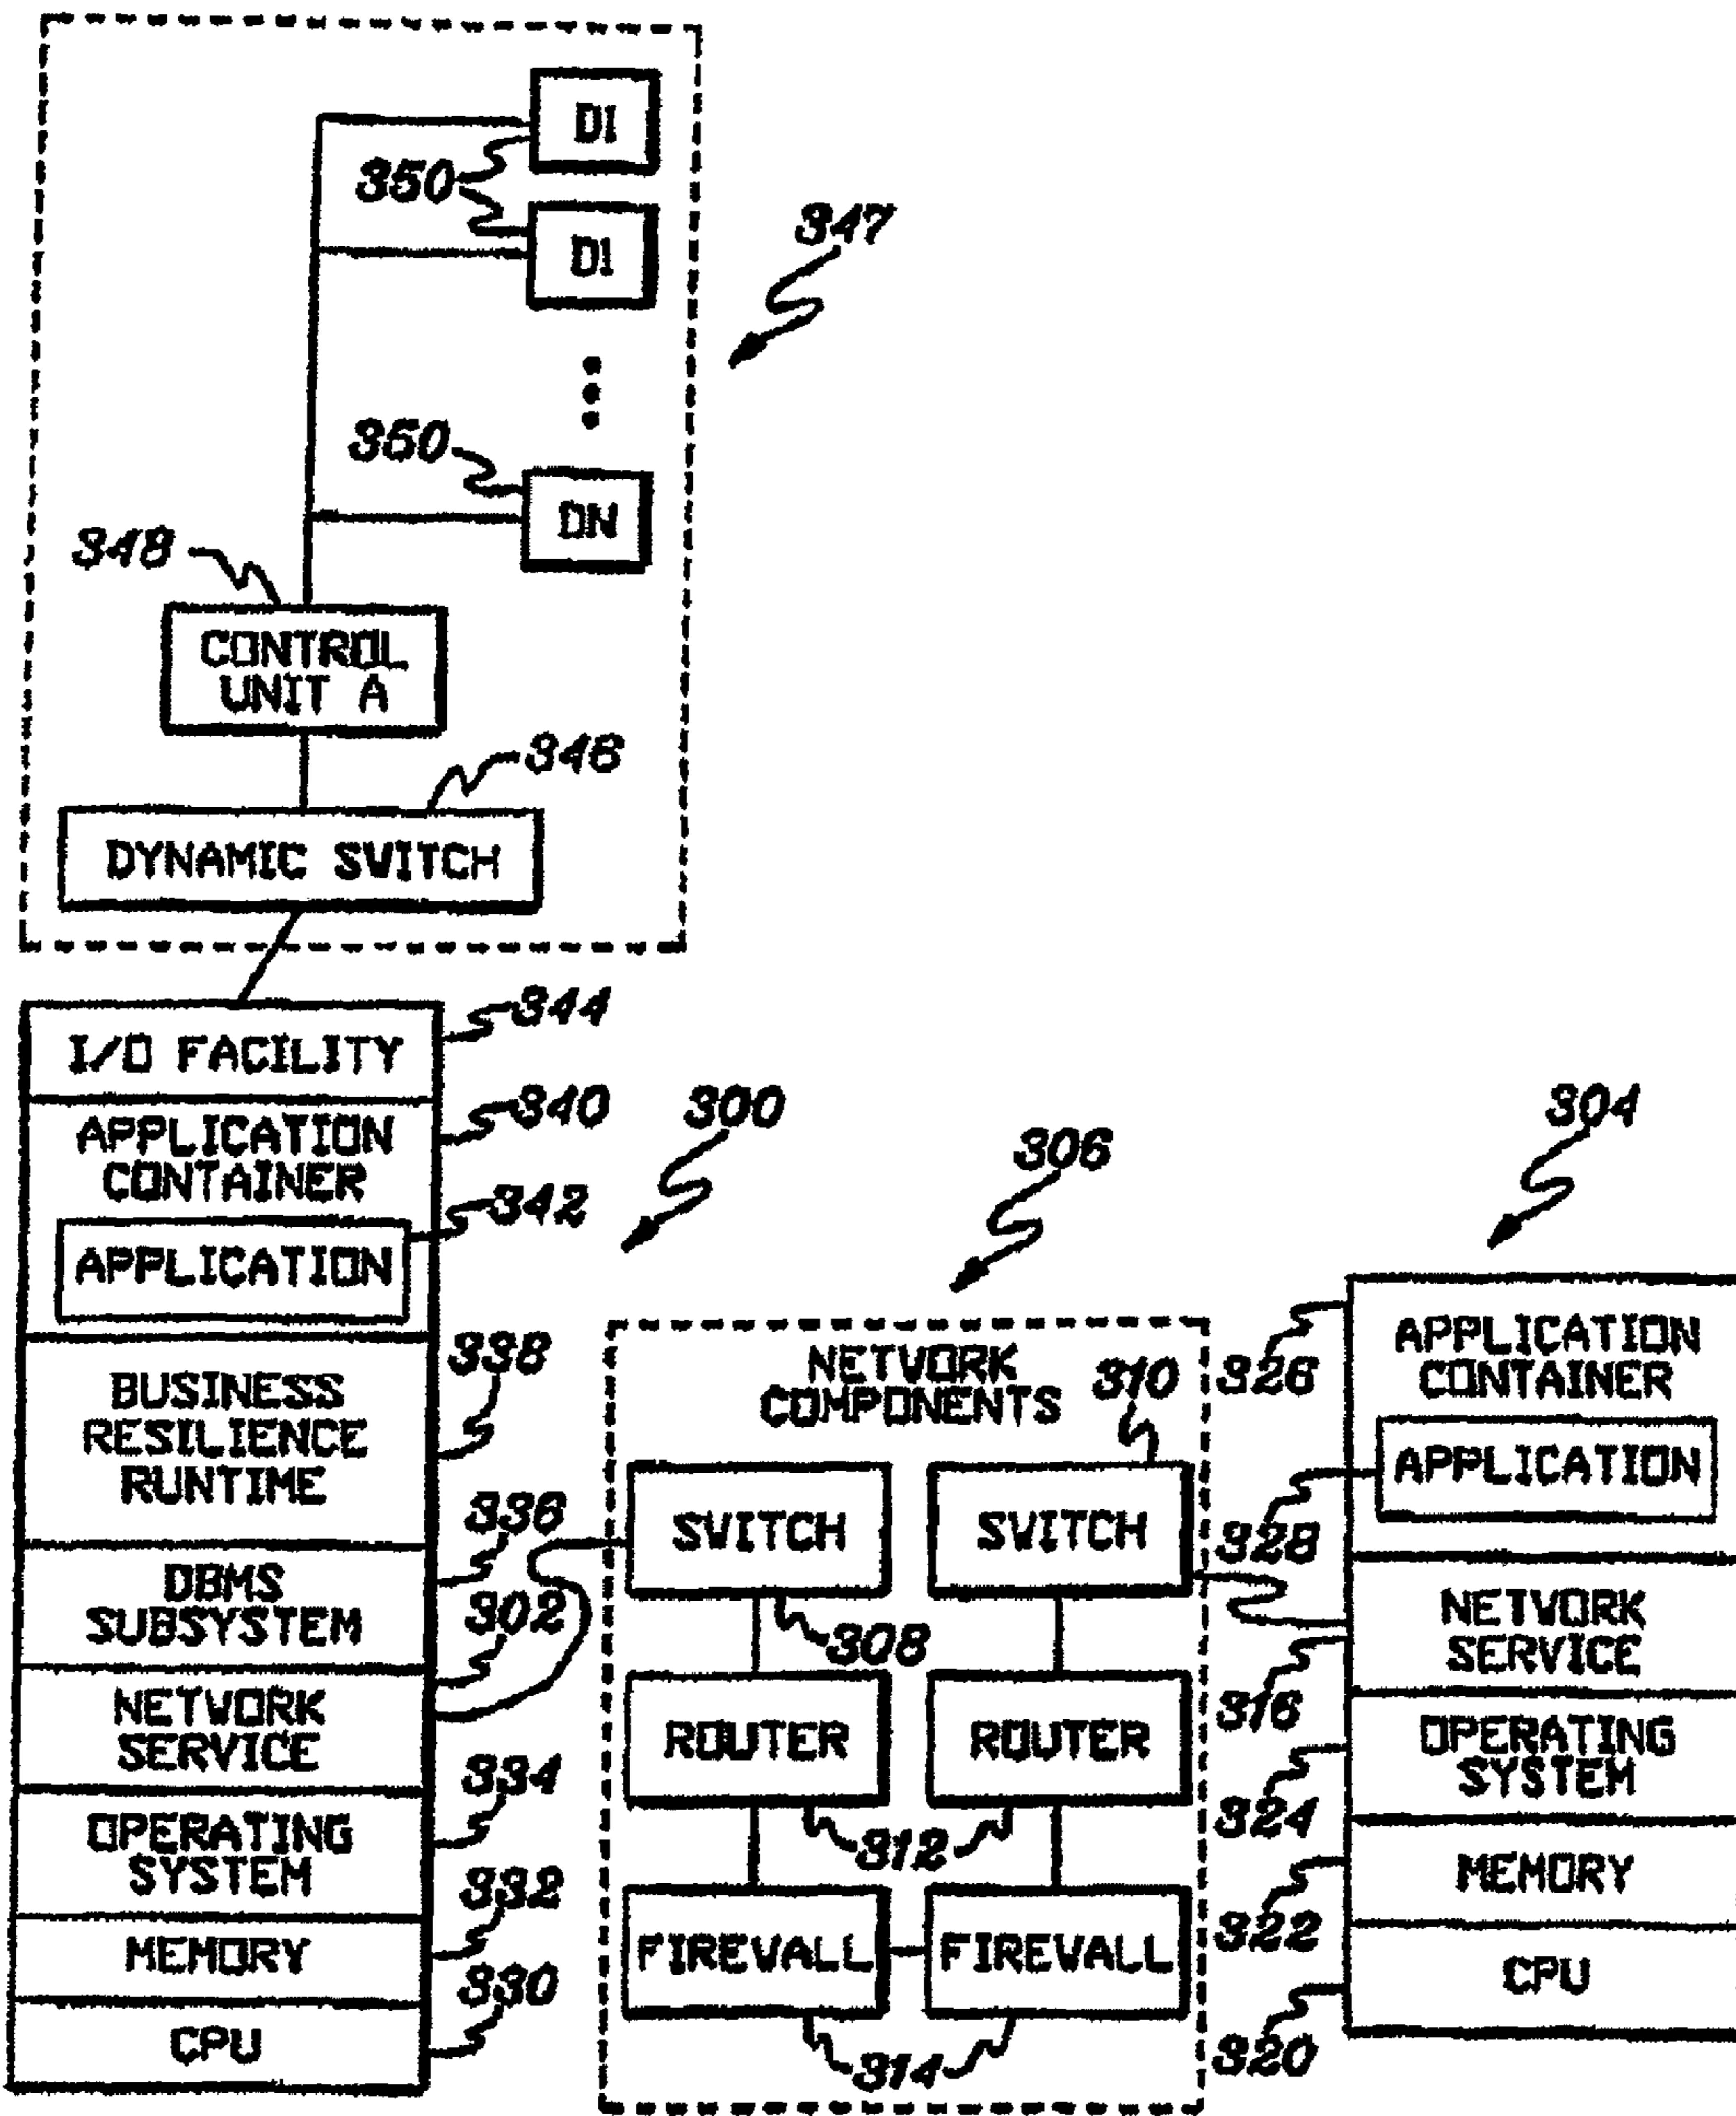 DI
350
D1
347
350
DN
348
CONTROL
UNIT A
346
DYNAMIC SWITCH
344
I/O FACILITY
340
APPLICATION
CONTAINER
342
APPLICATION
300
306
304
338
BUSINESS
RESILIENCE
RUNTIME
336
DBMS
SUBSYSTEM
302
NETWORK
SERVICE
334
OPERATING
SYSTEM
332
MEMORY
330
CPU
NETWORK
COMPONENTS
310
SWITCH
SWITCH
308
ROUTER
ROUTER
312
FIREWALL
FIREWALL
314
326
APPLICATION
CONTAINER
APPLICATION
328
NETWORK
SERVICE
316
OPERATING
SYSTEM
324
MEMORY
322
CPU
320